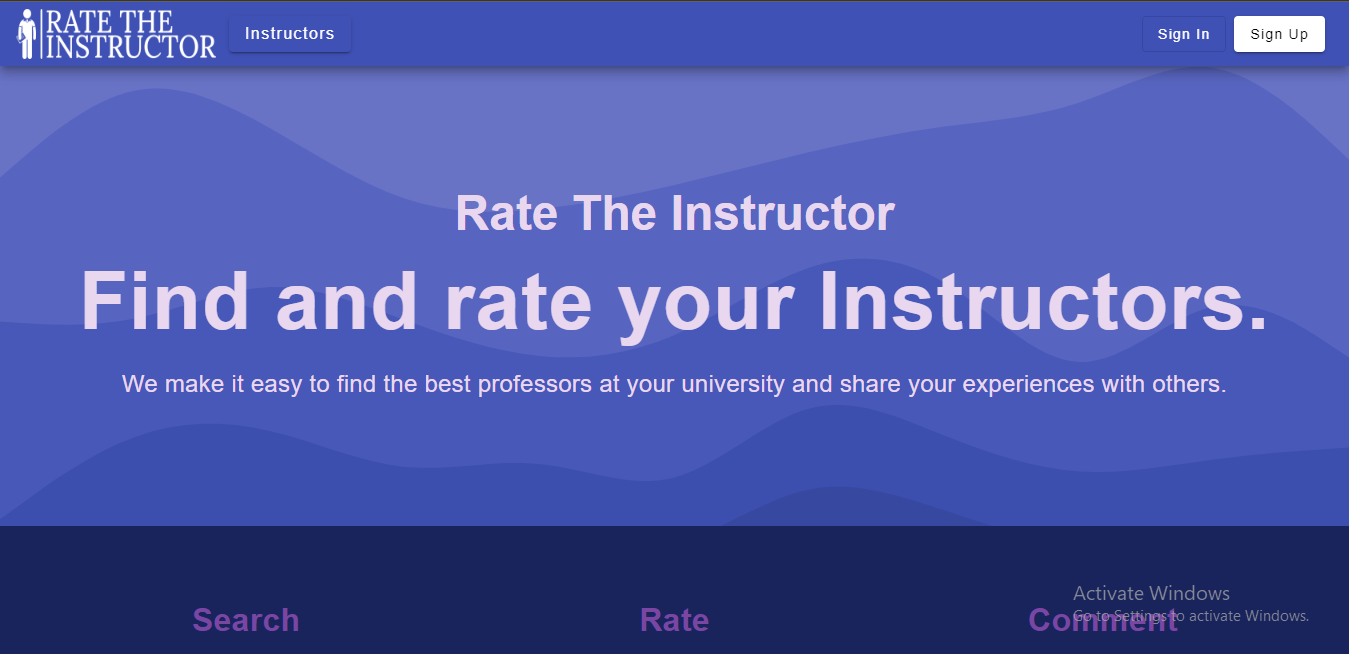 RATE THE
INSTRUCTOR
Instructors
Sign In
Sign Up
Rate The Instructor
Find and rate your Instructors.
We make it easy to find the best professors at your university and share your experiences with others.
Search
Rate
Comment
Activate Windows
Go to Settings to activate Windows.